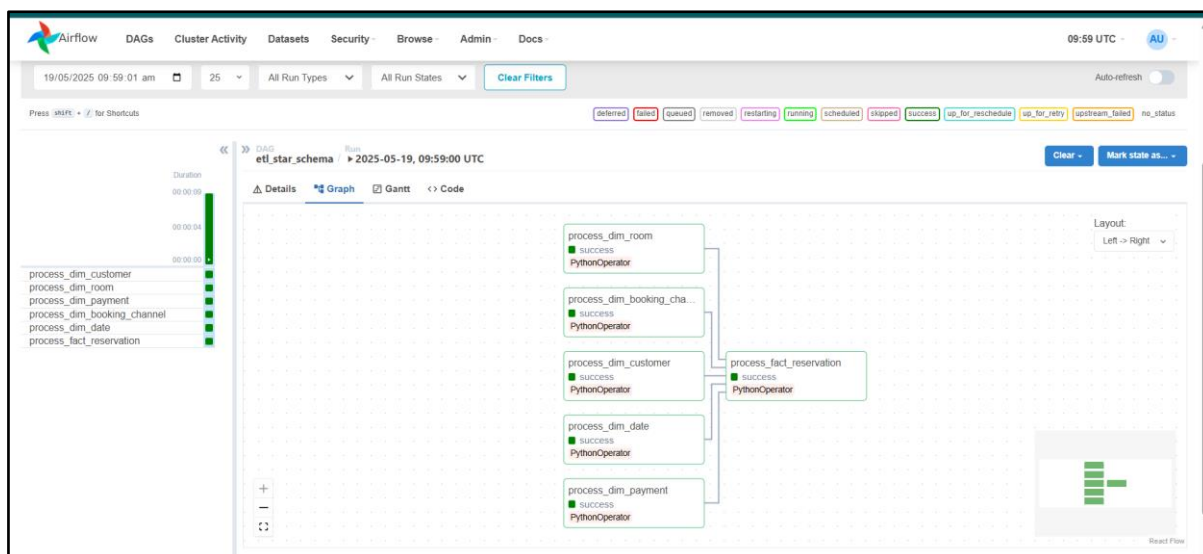 Airflow DAGs Cluster Activity Datasets Security Browse Admin Docs 09:59 UTC AU
19/05/2025 09:59:01 am 25 All Run Types All Run States Clear Filters Auto-refresh
Press shift + / for Shortcuts deferred failed queued removed restarting running scheduled skipped success up_for_reschedule up_for_retry upstream_failed no_status
DAG Run
etl_star_schema / 2025-05-19, 09:59:00 UTC Clear Mark state as...
Duration
00:00:09
00:00:04
00:00:00
process_dim_customer
process_dim_room
process_dim_payment
process_dim_booking_channel
process_dim_date
process_fact_reservation
Details Graph Gantt <> Code
Layout:
Left -> Right
process_dim_room
success
PythonOperator
process_dim_booking_cha...
success
PythonOperator
process_dim_customer
success
PythonOperator
process_fact_reservation
success
PythonOperator
process_dim_date
success
PythonOperator
process_dim_payment
success
PythonOperator
React Flow